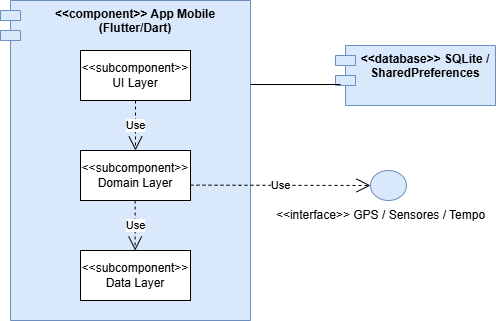 <<component>> App Mobile
(Flutter/Dart)
<<subcomponent>>
UI Layer
<<database>> SQLite /
SharedPreferences
Use
<<subcomponent>>
Domain Layer
Use
<<interface>> GPS / Sensores / Tempo
Use
<<subcomponent>>
Data Layer